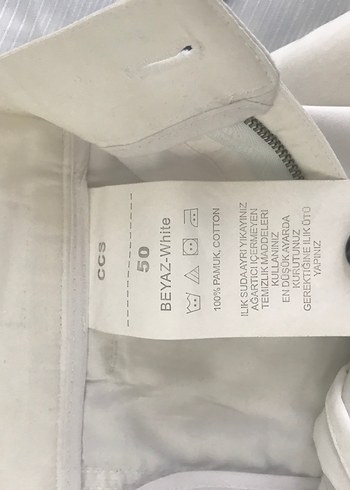 CCS
50
BEYAZ-White
100% PAMUK, COTTON
ILIK SUDA AYRI YIKAYINIZ
AĞARTICI İÇERMEYEN
TEMİZLİK MADDELERİ
KULLANINIZ
EN DÜŞÜK AYARDA
KURUTUNUZ
GEREKTİĞİNE ILIK ÜTÜ
YAPINIZ